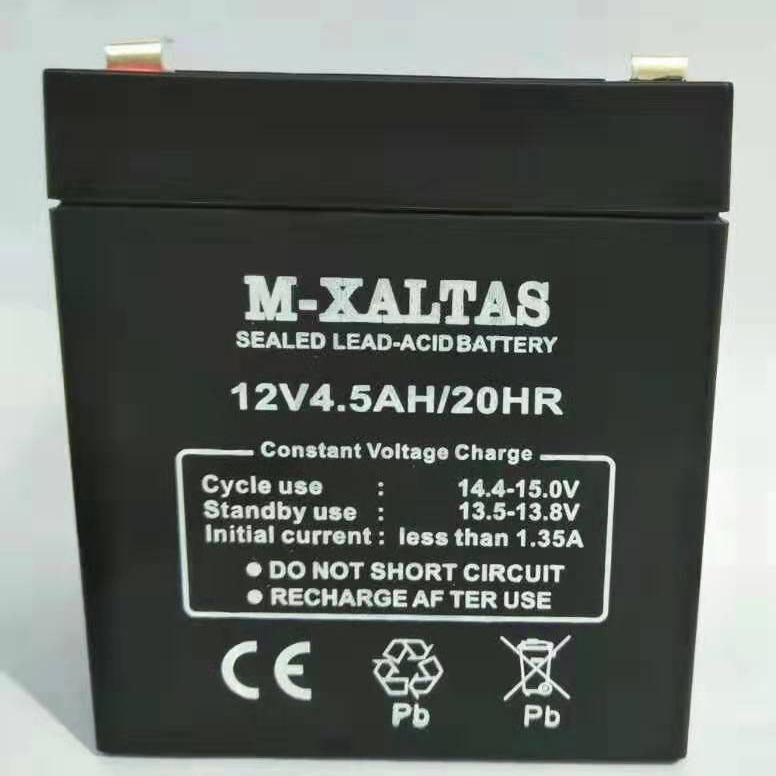 M-XALTAS
SEALED LEAD-ACID BATTERY
12V4.5AH/20HR
Constant Voltage Charge
Cycle use : 14.4-15.0V
Standby use : 13.5-13.8V
Initial current : less than 1.35A
● DO NOT SHORT CIRCUIT
● RECHARGE AF TER USE
CE
Pb Pb